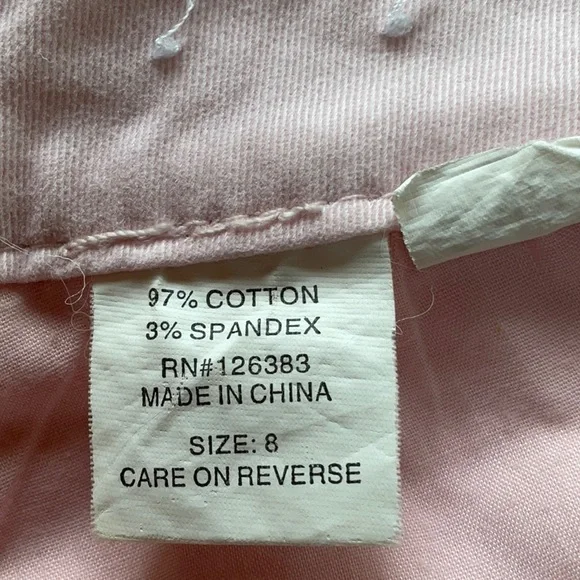 97% COTTON
3% SPANDEX
RN#126383
MADE IN CHINA
SIZE: 8
CARE ON REVERSE